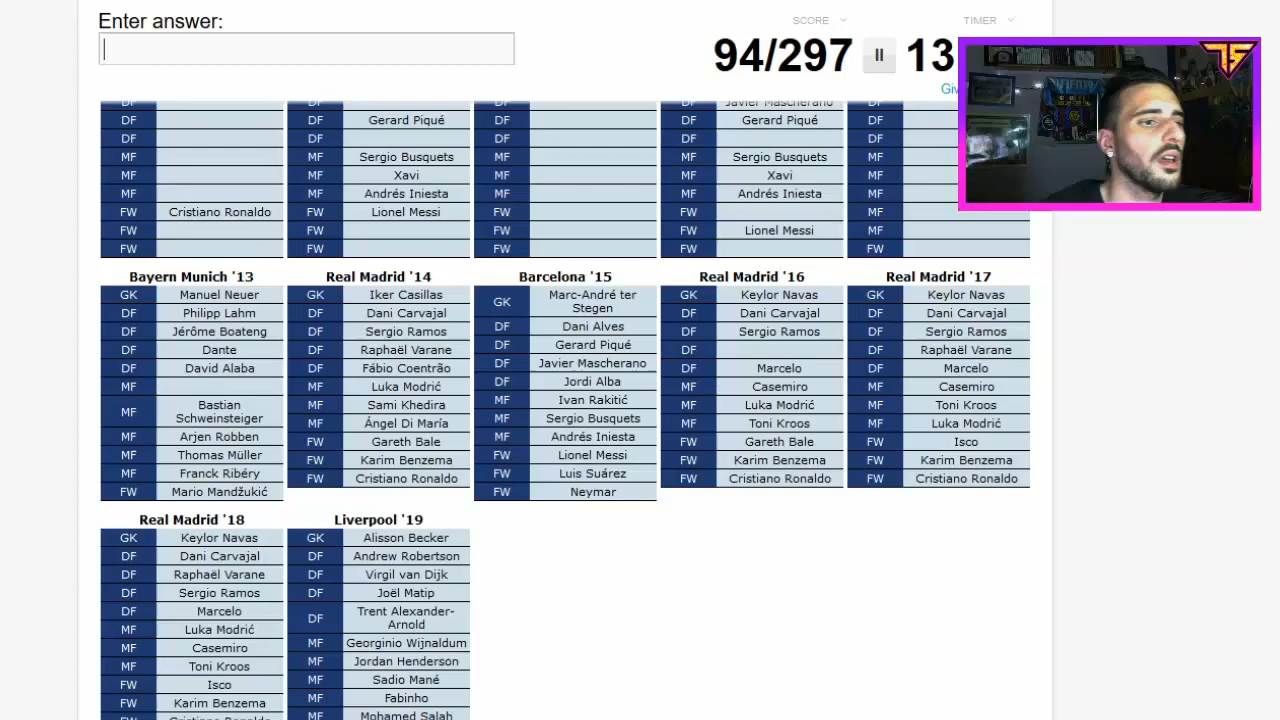 Enter answer:
SCORE
TIMER
94/297
13
Giv
DF DF DF DF Javier Mascherano DF
DF DF Gerard Piqué DF DF Gerard Piqué DF
DF DF DF DF DF
MF MF Sergio Busquets MF MF Sergio Busquets MF
MF MF Xavi MF MF Xavi MF
MF MF Andrés Iniesta MF MF Andrés Iniesta MF
FW Cristiano Ronaldo FW Lionel Messi FW FW MF
FW FW FW FW Lionel Messi MF
FW FW FW FW FW
Bayern Munich '13
GK Manuel Neuer
DF Philipp Lahm
DF Jérôme Boateng
DF Dante
DF David Alaba
MF
MF Bastian
Schweinsteiger
MF Arjen Robben
MF Thomas Müller
MF Franck Ribéry
FW Mario Mandžukić
Real Madrid '14
GK Iker Casillas
DF Dani Carvajal
DF Sergio Ramos
DF Raphaël Varane
DF Fábio Coentrão
MF Luka Modrić
MF Sami Khedira
MF Ángel Di María
FW Gareth Bale
FW Karim Benzema
FW Cristiano Ronaldo
Barcelona '15
GK Marc-André ter
Stegen
DF Dani Alves
DF Gerard Piqué
DF Javier Mascherano
DF Jordi Alba
MF Ivan Rakitić
MF Sergio Busquets
MF Andrés Iniesta
FW Lionel Messi
FW Luis Suárez
FW Neymar
Real Madrid '16
GK Keylor Navas
DF Dani Carvajal
DF Sergio Ramos
DF
DF Marcelo
MF Casemiro
MF Luka Modrić
MF Toni Kroos
FW Gareth Bale
FW Karim Benzema
FW Cristiano Ronaldo
Real Madrid '17
GK Keylor Navas
DF Dani Carvajal
DF Sergio Ramos
DF Raphaël Varane
DF Marcelo
MF Casemiro
MF Toni Kroos
MF Luka Modrić
FW Isco
FW Karim Benzema
FW Cristiano Ronaldo
Real Madrid '18
GK Keylor Navas
DF Dani Carvajal
DF Raphaël Varane
DF Sergio Ramos
DF Marcelo
MF Luka Modrić
MF Casemiro
MF Toni Kroos
FW Isco
FW Karim Benzema
FW Cristiano Ronaldo
Liverpool '19
GK Alisson Becker
DF Andrew Robertson
DF Virgil van Dijk
DF Joël Matip
DF Trent Alexander-
Arnold
MF Georginio Wijnaldum
MF Jordan Henderson
MF Sadio Mané
MF Fabinho
MF Mohamed Salah